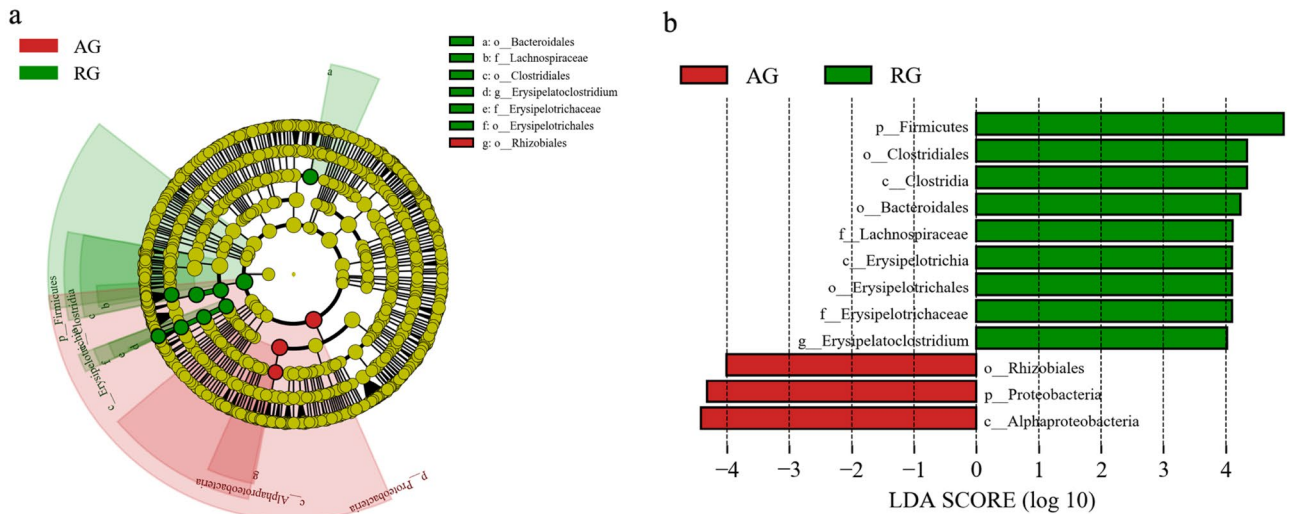 a
AG
RG
a: o__Bacteroidales
b: f__Lachnospiraceae
c: o__Clostridiales
d: g__Erysipelatoclostridium
e: f__Erysipelotrichaceae
f: o__Erysipelotrichales
g: o__Rhizobiales
a
p__Firmicutes
b
c__Clostridia
c
c__Erysipelotrichia
f
e
d
g
c__Alphaproteobacteria
p__Proteobacteria
b
AG
RG
p__Firmicutes
o__Clostridiales
c__Clostridia
o__Bacteroidales
f__Lachnospiraceae
c__Erysipelotrichia
o__Erysipelotrichales
f__Erysipelotrichaceae
g__Erysipelatoclostridium
o__Rhizobiales
p__Proteobacteria
c__Alphaproteobacteria
−4 −3 −2 −1 0 1 2 3 4
LDA SCORE (log 10)